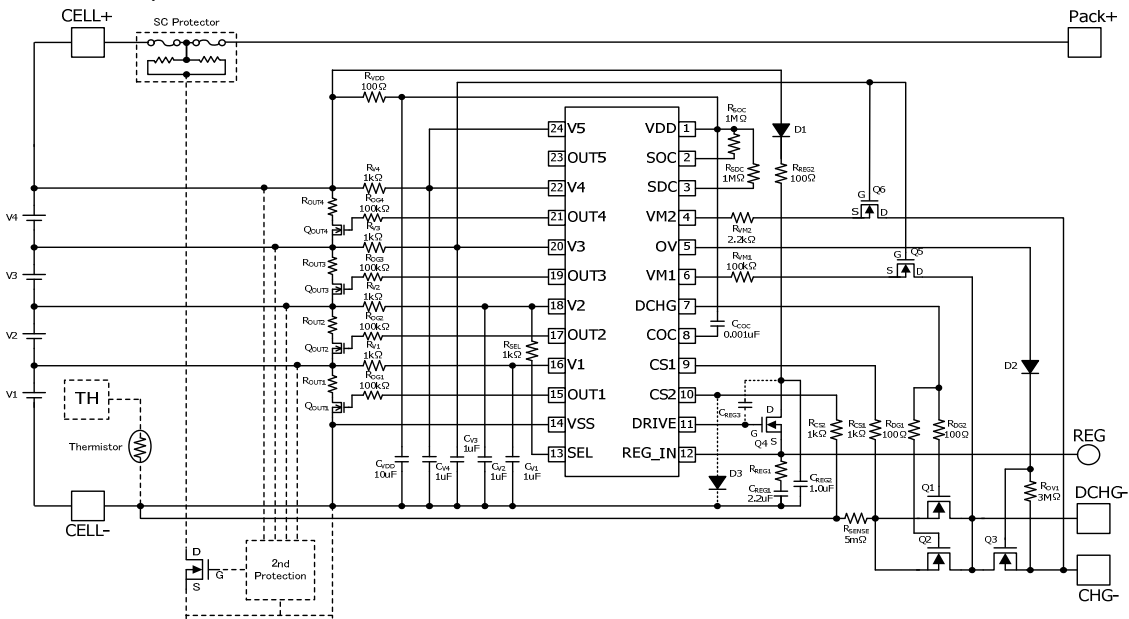 CELL+
SC Protector
Pack+
RVDD
100Ω
RSOC
1MΩ
24 V5
VDD 1
D1
23 OUT5
SOC 2
RSDC
1MΩ
RREG2
100Ω
RV4
1kΩ
22 V4
SDC 3
Q6
G
S
D
V4
ROUT4
ROG4
100kΩ
21 OUT4
VM2 4
RVM2
2.2kΩ
QOUT4
RV3
1kΩ
20 V3
OV 5
Q5
G
S
D
V3
ROUT3
ROG3
100kΩ
19 OUT3
VM1 6
RVM1
100kΩ
QOUT3
RV2
1kΩ
18 V2
DCHG 7
V2
ROUT2
ROG2
100kΩ
17 OUT2
COC 8
CCOC
0.001uF
QOUT2
RV1
1kΩ
RSEL
1kΩ
16 V1
CS1 9
D2
V1
ROUT1
ROG1
100kΩ
15 OUT1
CS2 10
TH
QOUT1
CREG3
D
14 VSS
DRIVE 11
G
Q4
S
RCS2
1kΩ
RCS1
1kΩ
RDG1
100Ω
RDG2
100Ω
Thermistor
13 SEL
REG_IN 12
REG
CVDD
10uF
CV4
1uF
CV3
1uF
CV2
1uF
CV1
1uF
D3
RREG1
CREG1
2.2uF
CREG2
1.0uF
Q1
ROV1
3MΩ
DCHG-
CELL-
RSENSE
5mΩ
Q2
Q3
CHG-
D
G
S
2nd
Protection